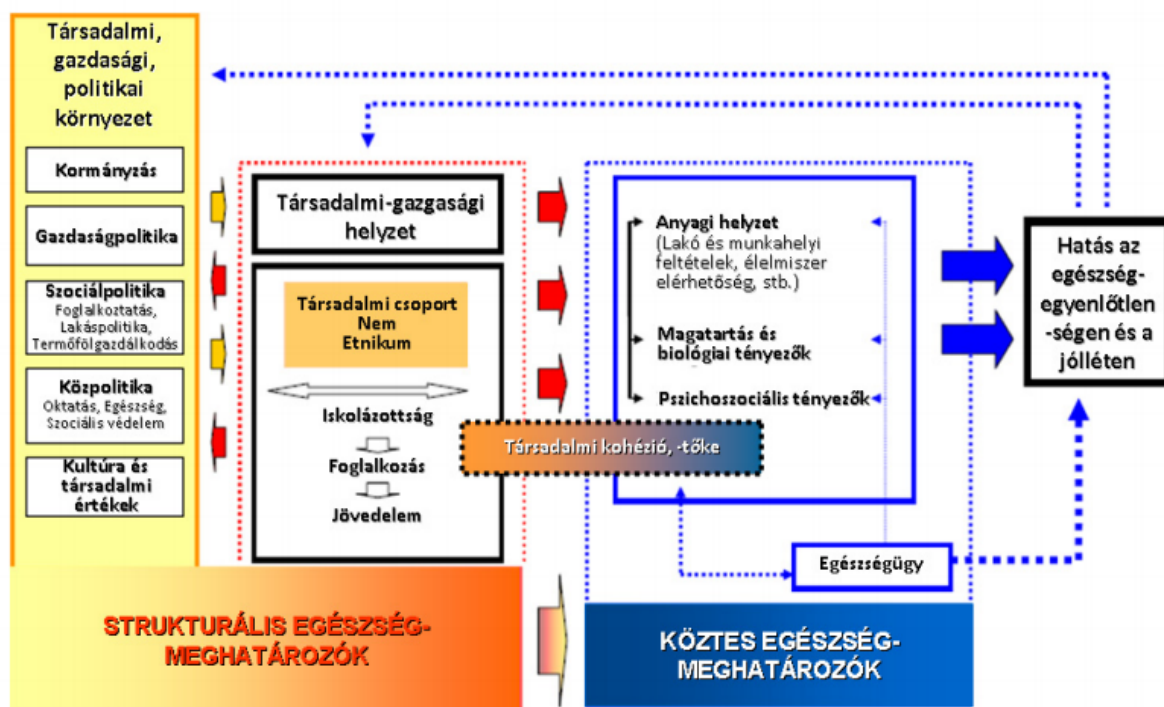 Társadalmi,
gazdasági,
politikai
környezet
Kormányzás
Gazdaságpolitika
Szociálpolitika
Foglalkoztatás,
Lakáspolitika,
Termőfölgazdálkodás
Közpolitika
Oktatás, Egészség,
Szociális védelem
Kultúra és
társadalmi
értékek
Társadalmi-gazgasági
helyzet
Társadalmi csoport
Nem
Etnikum
Iskolázottság
Foglalkozás
Jövedelem
Társadalmi kohézió, -tőke
Anyagi helyzet
(Lakó és munkahelyi
feltételek, élelmiszer
elérhetőség, stb.)
Magatartás és
biológiai tényezők
Pszichoszociális tényezők
Egészségügy
Hatás az
egészség-
egyenlőtlen
-ségen és a
jólléten
STRUKTURÁLIS EGÉSZSÉG-
MEGHATÁROZÓK
KÖZTES EGÉSZSÉG-
MEGHATÁROZÓK